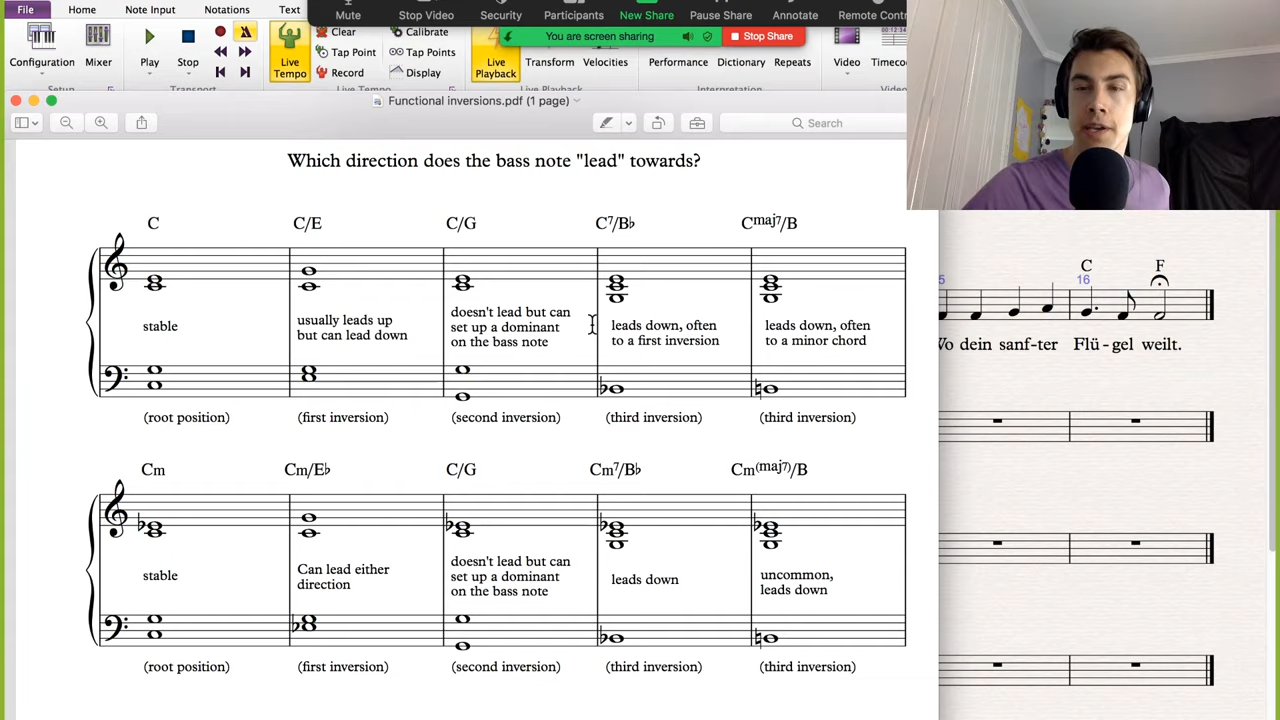 File Home Note Input Notations Text
Mute Stop Video Security Participants New Share Pause Share Annotate Remote Contr
You are screen sharing Stop Share
Configuration Mixer Play Stop Live Tempo Clear Tap Point Record Calibrate Tap Points Display Live Playback Transform Velocities Performance Dictionary Repeats Video Timecod
Transport Live Playback Interpretation
Functional inversions.pdf (1 page)
Search
Which direction does the bass note "lead" towards?
C C/E C/G C7/B♭ Cmaj7/B
stable
usually leads up
but can lead down
doesn't lead but can
set up a dominant
on the bass note
leads down, often
to a first inversion
leads down, often
to a minor chord
(root position) (first inversion) (second inversion) (third inversion) (third inversion)
Cm Cm/E♭ C/G Cm7/B♭ Cm(maj7)/B
stable
Can lead either
direction
doesn't lead but can
set up a dominant
on the bass note
leads down
uncommon,
leads down
(root position) (first inversion) (second inversion) (third inversion) (third inversion)
C F
5 16
Wo dein sanf-ter Flü-gel weilt.